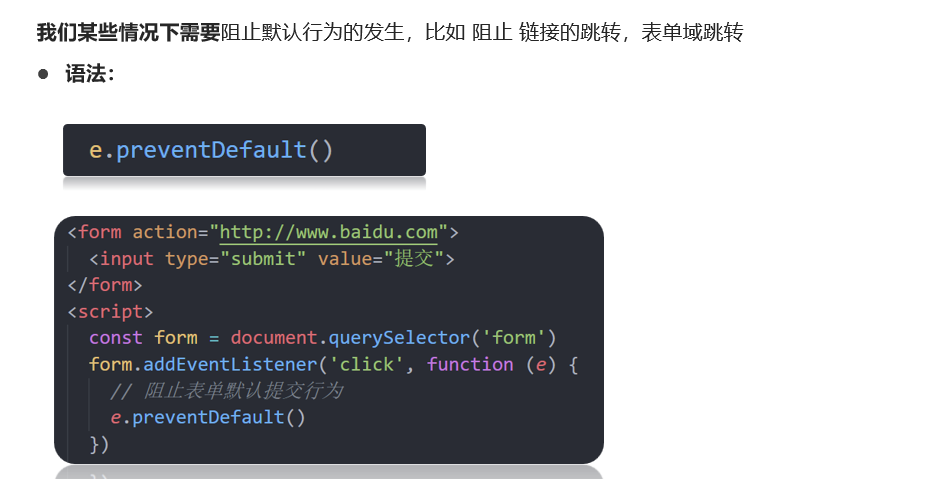 我们某些情况下需要阻止默认行为的发生，比如 阻止 链接的跳转，表单域跳转
● 语法：
e.preventDefault()
<form action="http://www.baidu.com">
<input type="submit" value="提交">
</form>
<script>
const form = document.querySelector('form')
form.addEventListener('click', function (e) {
// 阻止表单默认提交行为
e.preventDefault()
})